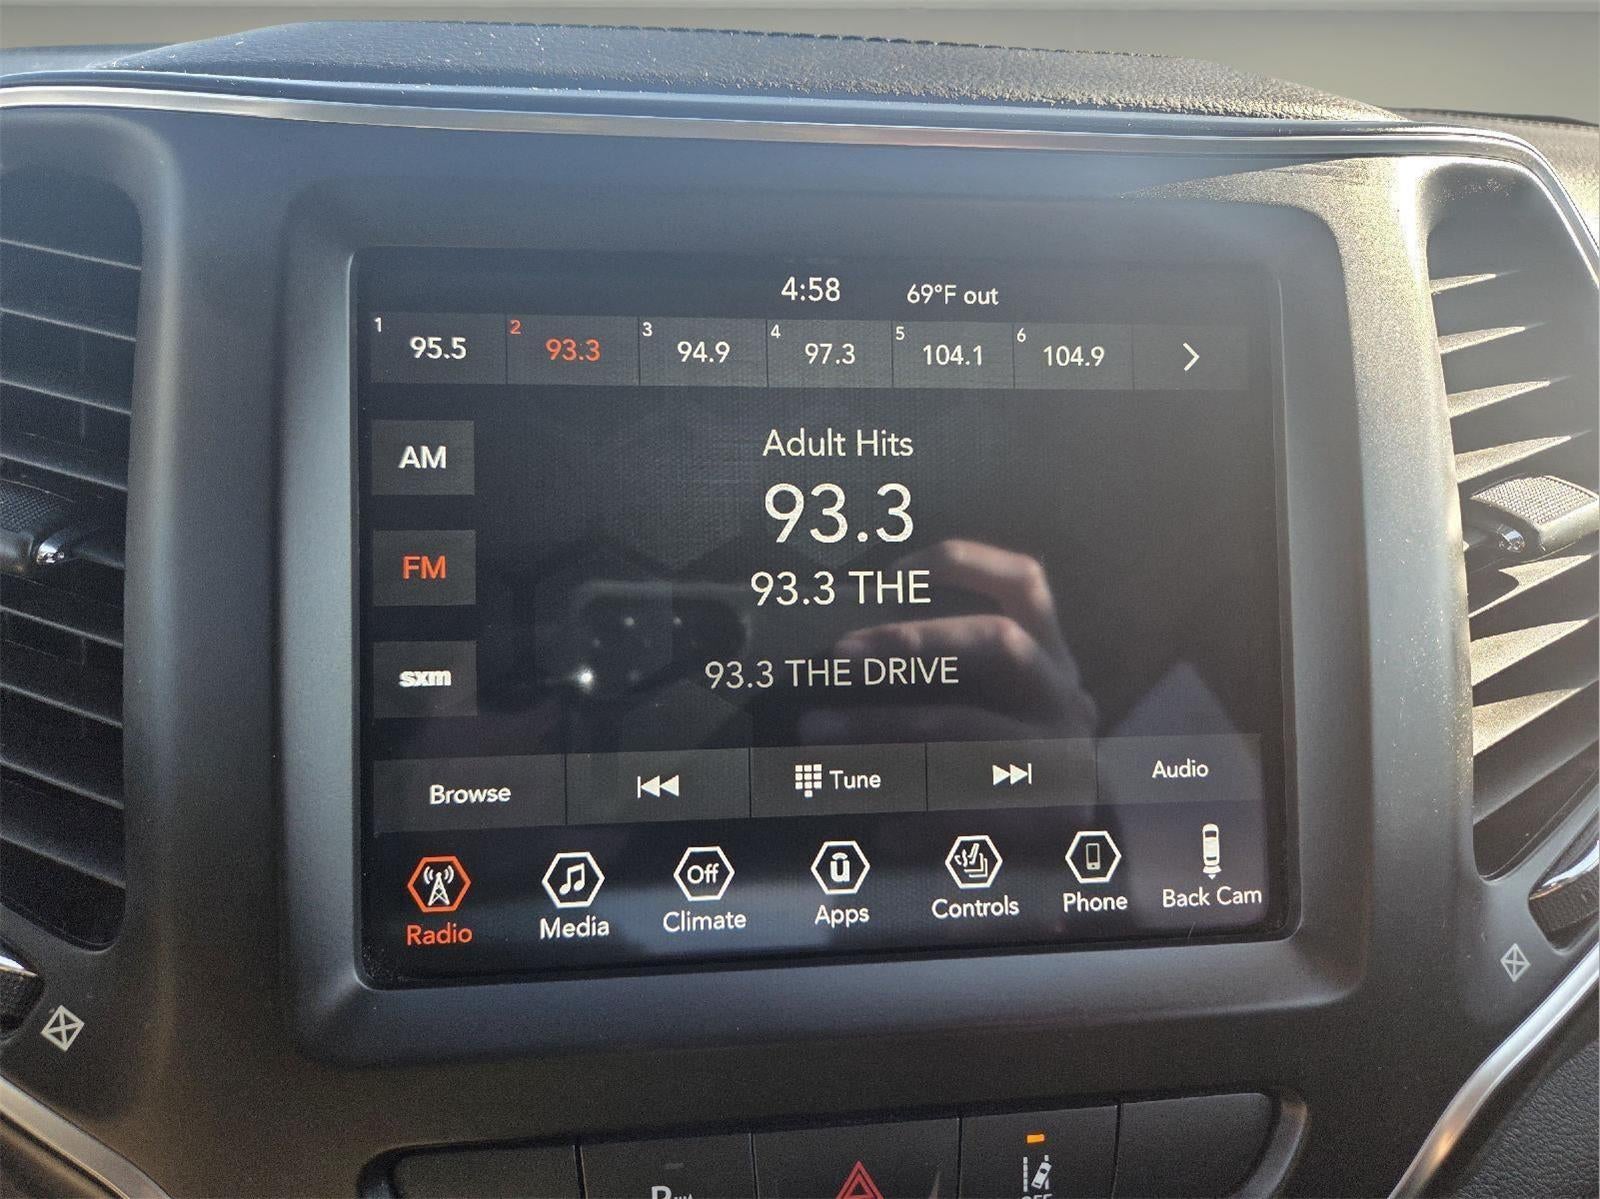 4:58 69°F out
1 95.5 2 93.3 3 94.9 4 97.3 5 104.1 6 104.9
AM
Adult Hits
93.3
FM
93.3 THE
sxm
93.3 THE DRIVE
Browse Tune Audio
Off
û
Radio Media Climate Apps Controls Phone Back Cam
P
OFF